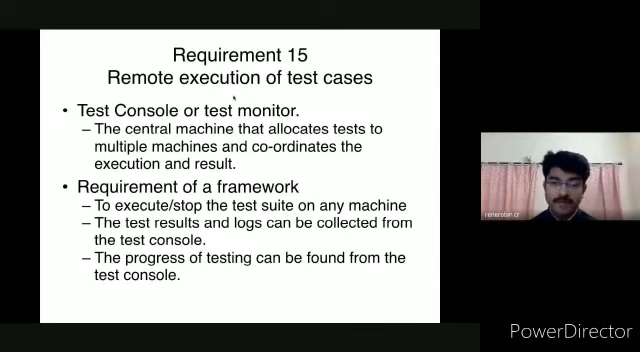 Requirement 15
Remote execution of test cases
• Test Console or test monitor.
– The central machine that allocates tests to
multiple machines and co-ordinates the
execution and result.
• Requirement of a framework
– To execute/stop the test suite on any machine
– The test results and logs can be collected from
the test console.
– The progress of testing can be found from the
test console.
renerobin cr
PowerDirector